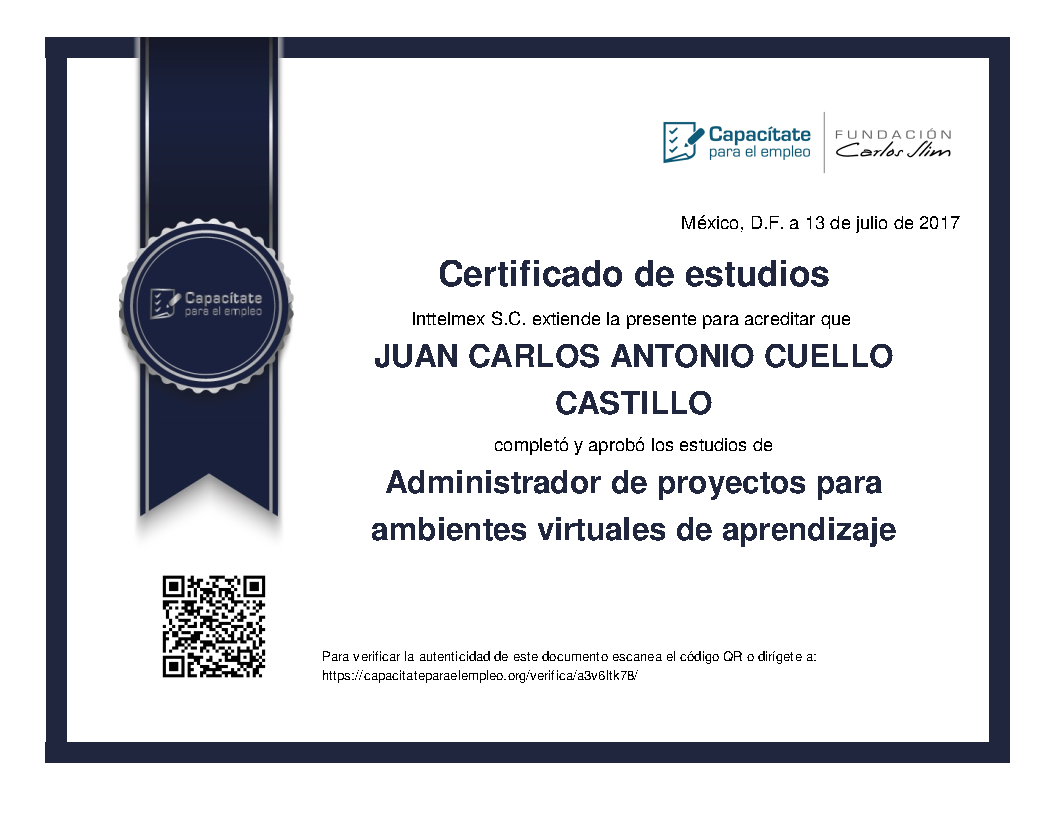 Capacítate
para el empleo
FUNDACIÓN
Carlos Slim
México, D.F. a 13 de julio de 2017
Certificado de estudios
Inttelmex S.C. extiende la presente para acreditar que
JUAN CARLOS ANTONIO CUELLO
CASTILLO
completó y aprobó los estudios de
Administrador de proyectos para
ambientes virtuales de aprendizaje
Capacítate
para el empleo
Para verificar la autenticidad de este documento escanea el código QR o dirígete a:
https://capacitateparaelempleo.org/verifica/a3v6ltk78/